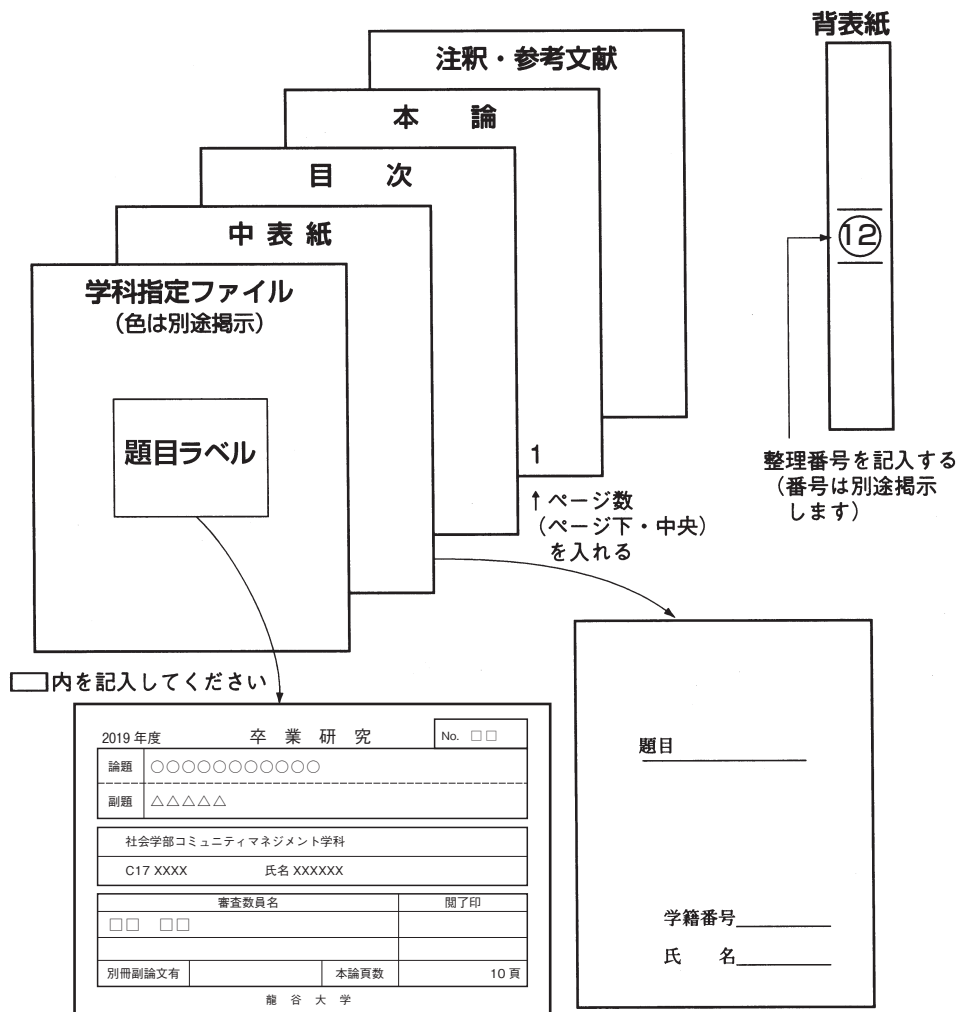 背表紙
注釈・参考文献
本　論
目　次
中表紙
学科指定ファイル
（色は別途掲示）
題目ラベル
12
1
↑ページ数
（ページ下・中央）
を入れる
整理番号を記入する
（番号は別途掲示
します）
□内を記入してください
2019 年度　卒業研究　No. □□
論題　○○○○○○○○○○○
副題　△△△△△
社会学部コミュニティマネジメント学科
C17 XXXX　氏名 XXXXXX
審査数員名　閲了印
□□　□□
別冊副論文有　本論頁数　10 頁
龍谷大学
題目
学籍番号
氏　名